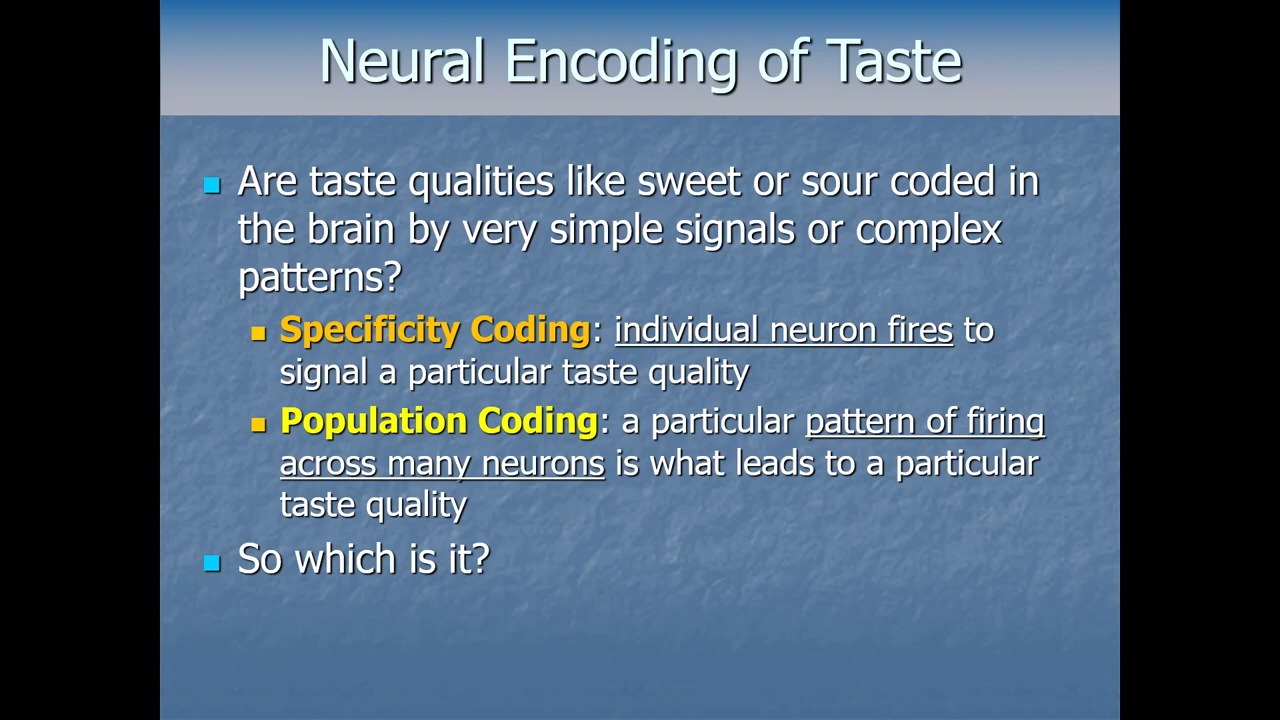 Neural Encoding of Taste
Are taste qualities like sweet or sour coded in
the brain by very simple signals or complex
patterns?
Specificity Coding: individual neuron fires to
signal a particular taste quality
Population Coding: a particular pattern of firing
across many neurons is what leads to a particular
taste quality
So which is it?